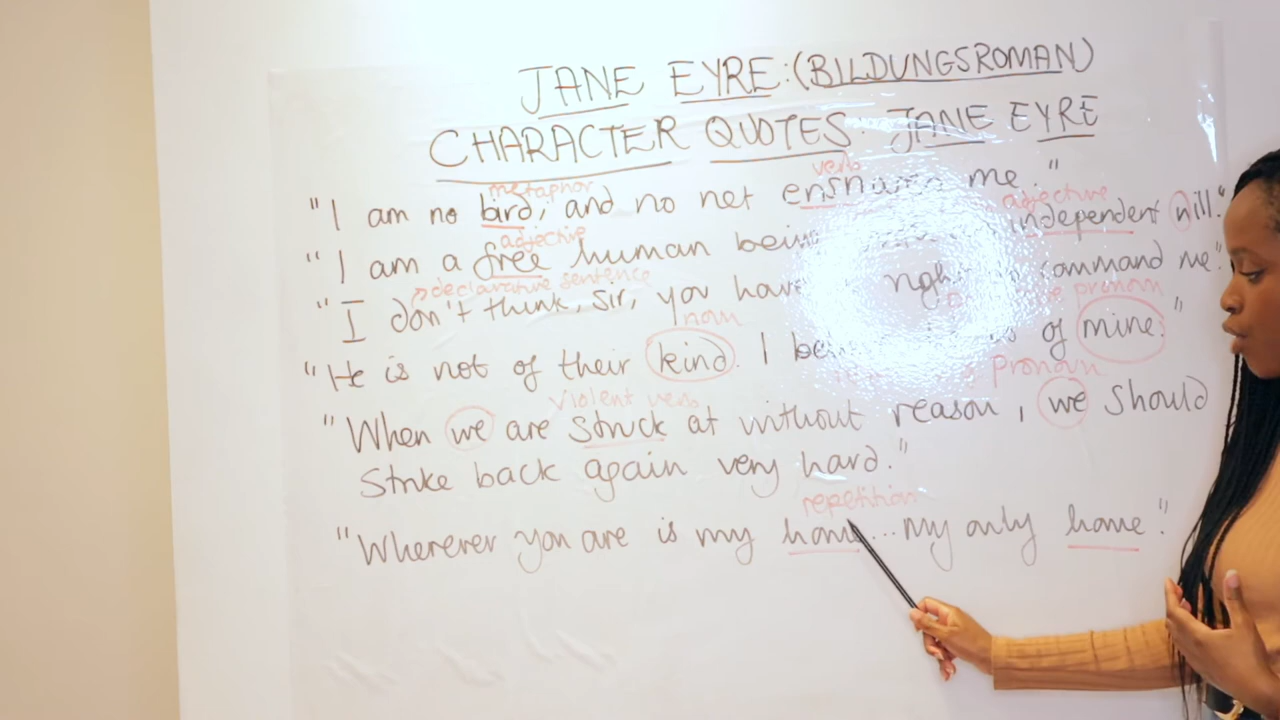 JANE EYRE: (BILDUNGSROMAN)
CHARACTER QUOTES: JANE EYRE
metaphor verb
"I am no bird, and no net ensnares me."
adjective adjective
"I am a free human being independent will."
declarative sentence
"I don't think, sir, you have right command me."
noun pronoun
"He is not of their kind. I of mine."
violent verb pronoun
"When we are struck at without reason, we should
strike back again very hard."
repetition
"Wherever you are is my home...my only home".